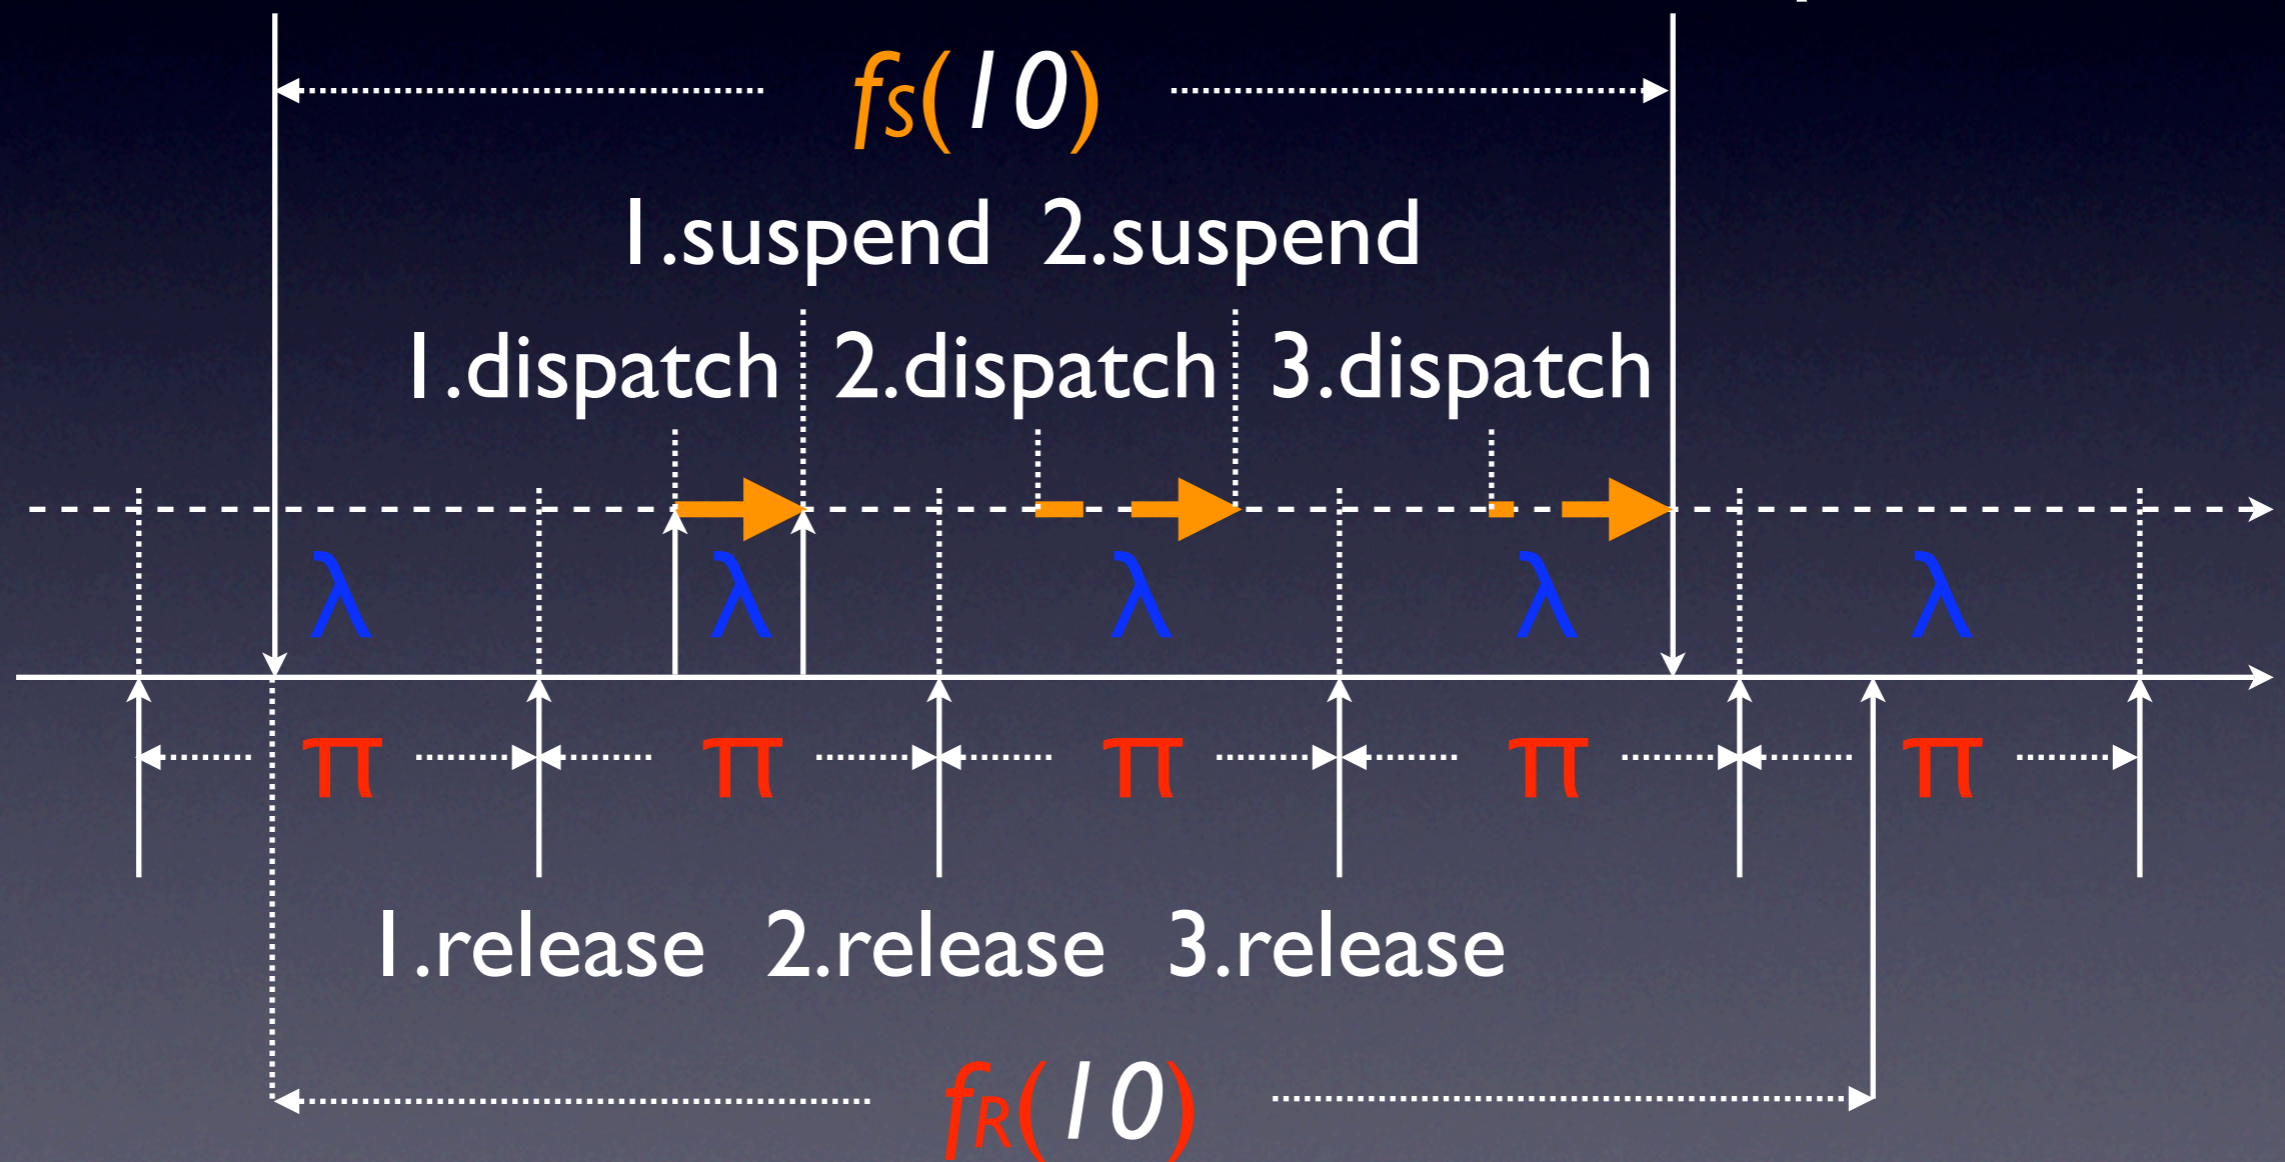 fS(10)
1.suspend 2.suspend
1.dispatch 2.dispatch 3.dispatch
λ λ λ λ λ
π π π π π
1.release 2.release 3.release
fR(10)